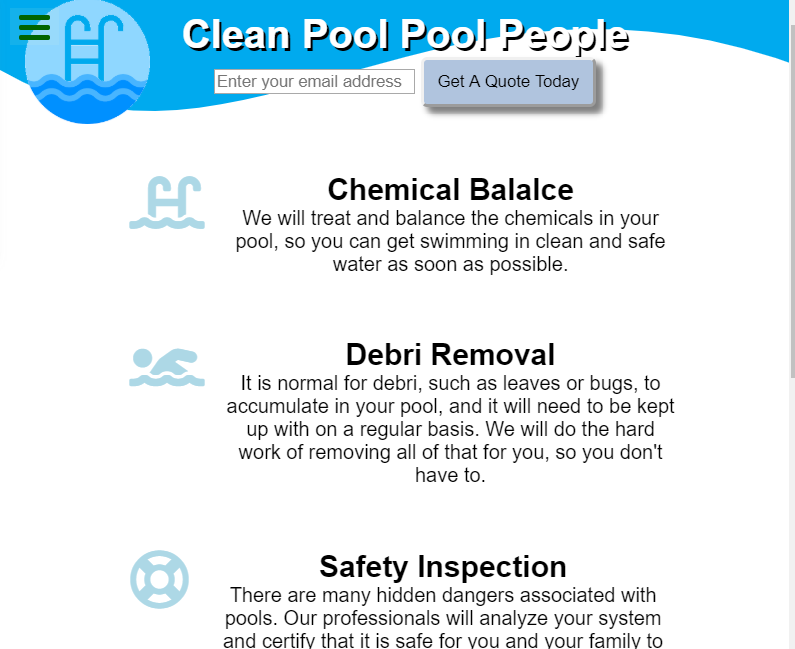 Clean Pool Pool People
Enter your email address
Get A Quote Today
Chemical Balalce
We will treat and balance the chemicals in your
pool, so you can get swimming in clean and safe
water as soon as possible.
Debri Removal
It is normal for debri, such as leaves or bugs, to
accumulate in your pool, and it will need to be kept
up with on a regular basis. We will do the hard
work of removing all of that for you, so you don't
have to.
Safety Inspection
There are many hidden dangers associated with
pools. Our professionals will analyze your system
and certify that it is safe for you and your family to